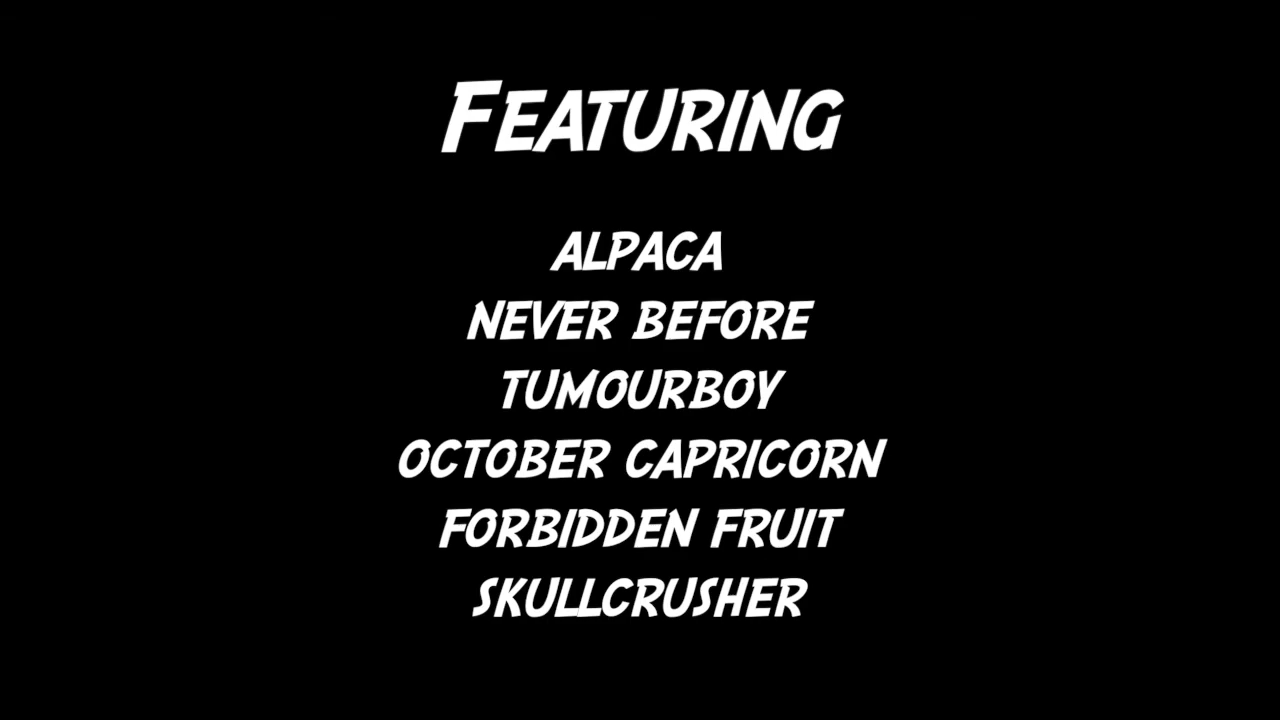 FEATURING
ALPACA
NEVER BEFORE
TUMOURBOY
OCTOBER CAPRICORN
FORBIDDEN FRUIT
SKULLCRUSHER